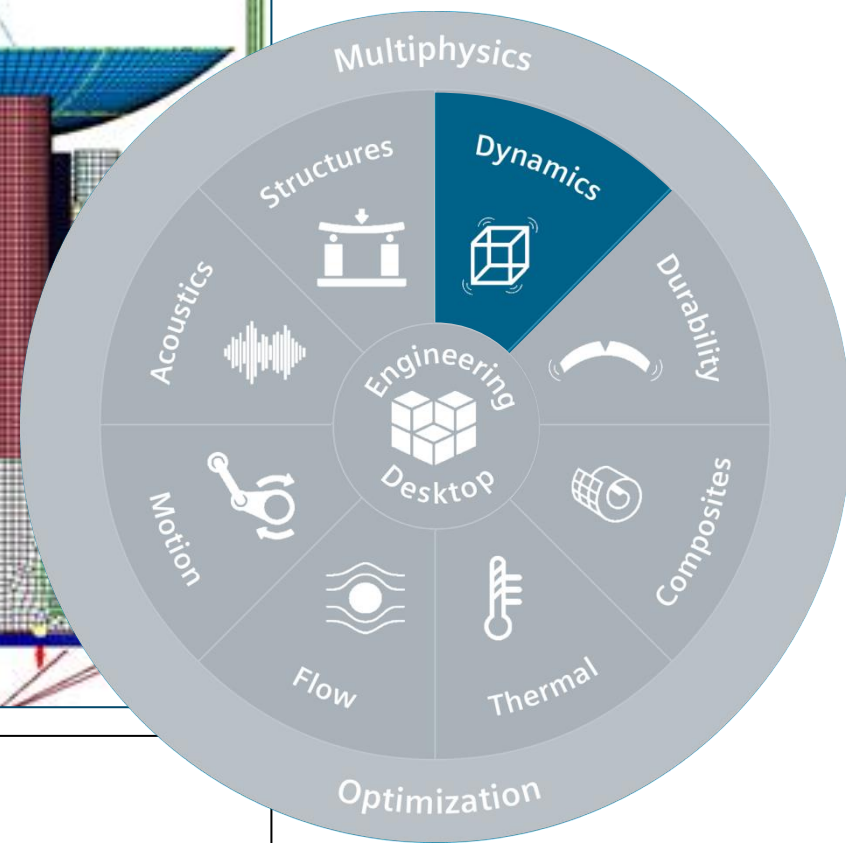 Multiphysics
Structures
Dynamics
Acoustics
Durability
Engineering
Desktop
Motion
Composites
Flow
Thermal
Optimization